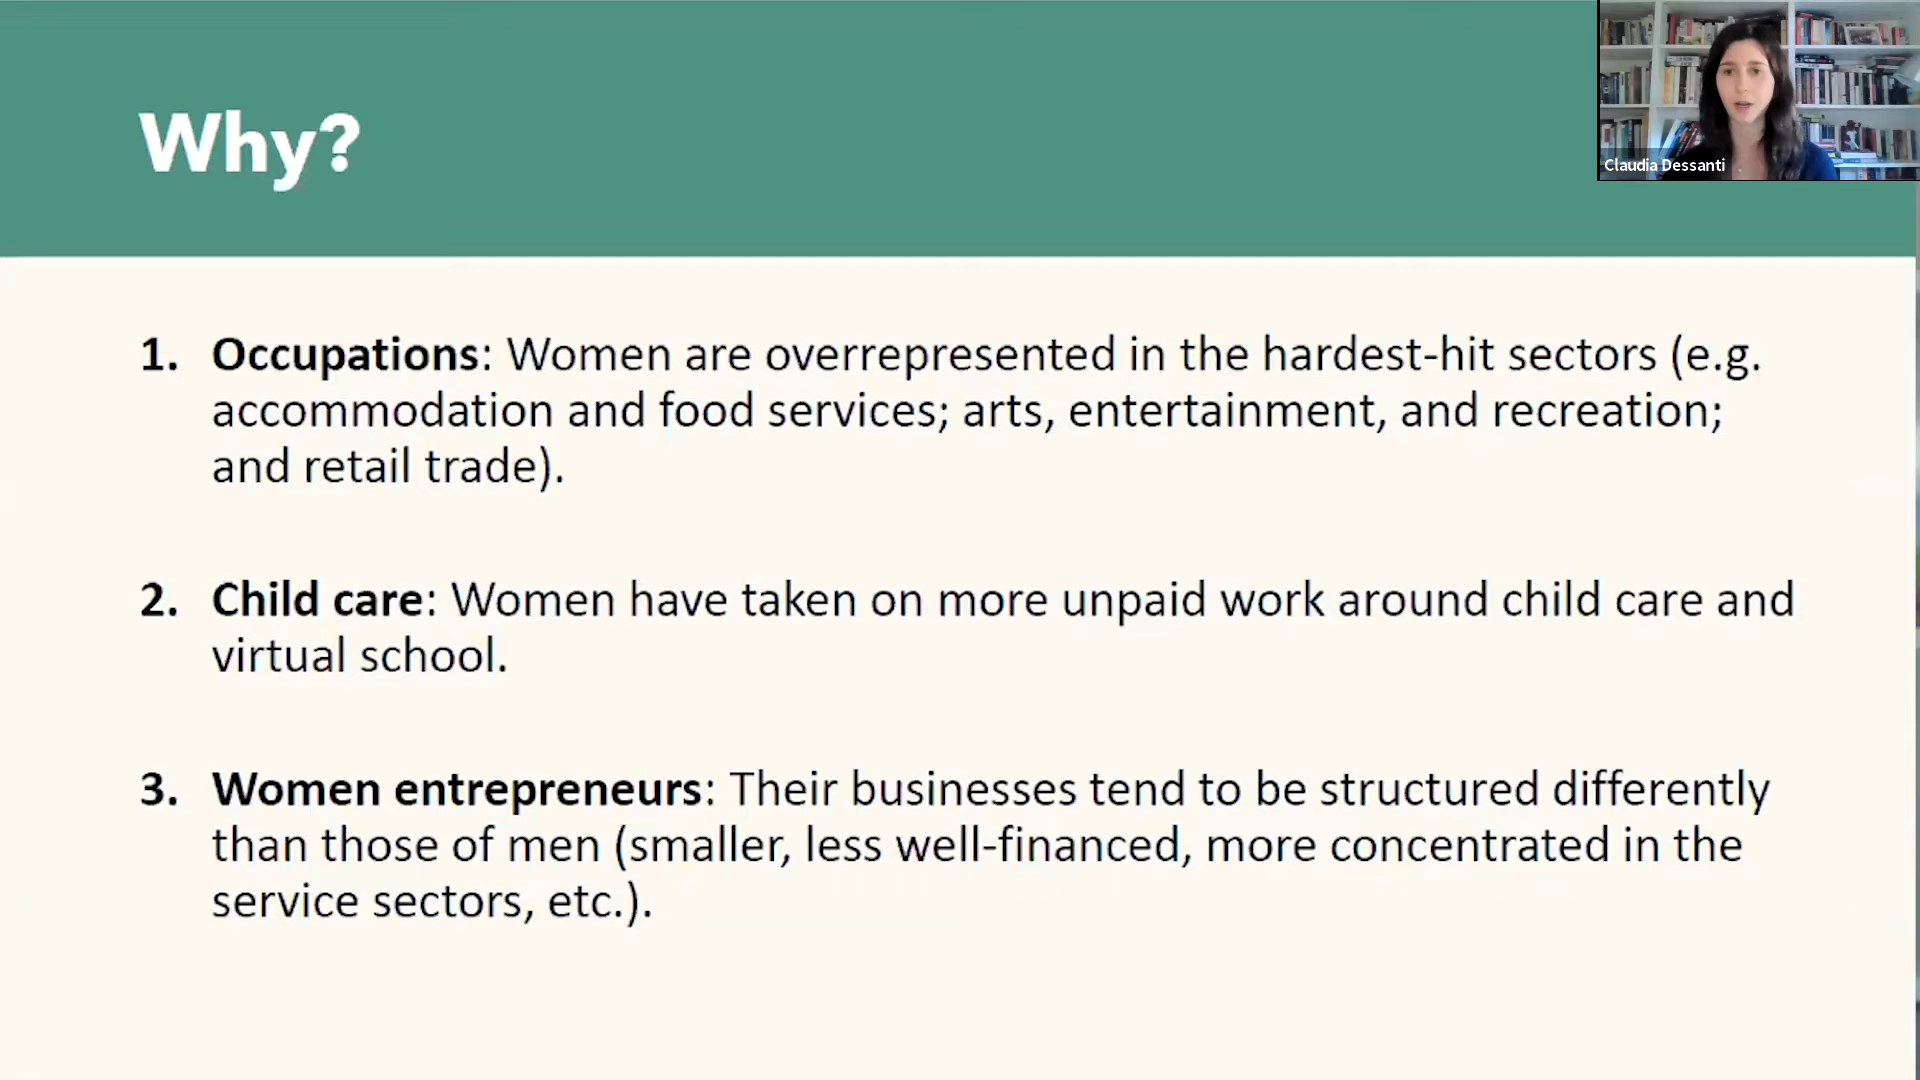 Why?
Claudia Dessanti
1. Occupations: Women are overrepresented in the hardest-hit sectors (e.g.
accommodation and food services; arts, entertainment, and recreation;
and retail trade).
2. Child care: Women have taken on more unpaid work around child care and
virtual school.
3. Women entrepreneurs: Their businesses tend to be structured differently
than those of men (smaller, less well-financed, more concentrated in the
service sectors, etc.).